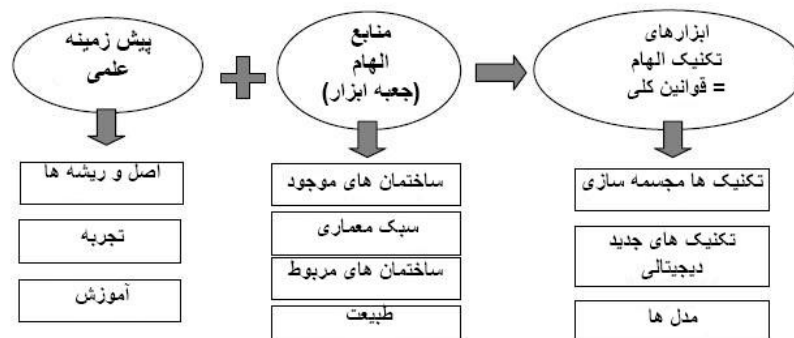 پیش زمینه
علمی
منابع
الهام
(جعبه ابزار)
ابزارهای
تکنیک الهام
= قوانین کلی
اصل و ریشه ها
تجربه
آموزش
ساختمان های موجود
سبک معماری
ساختمان های مربوط
طبیعت
تکنیک ها مجسمه سازی
تکنیک های جدید
دیجیتالی
مدل ها